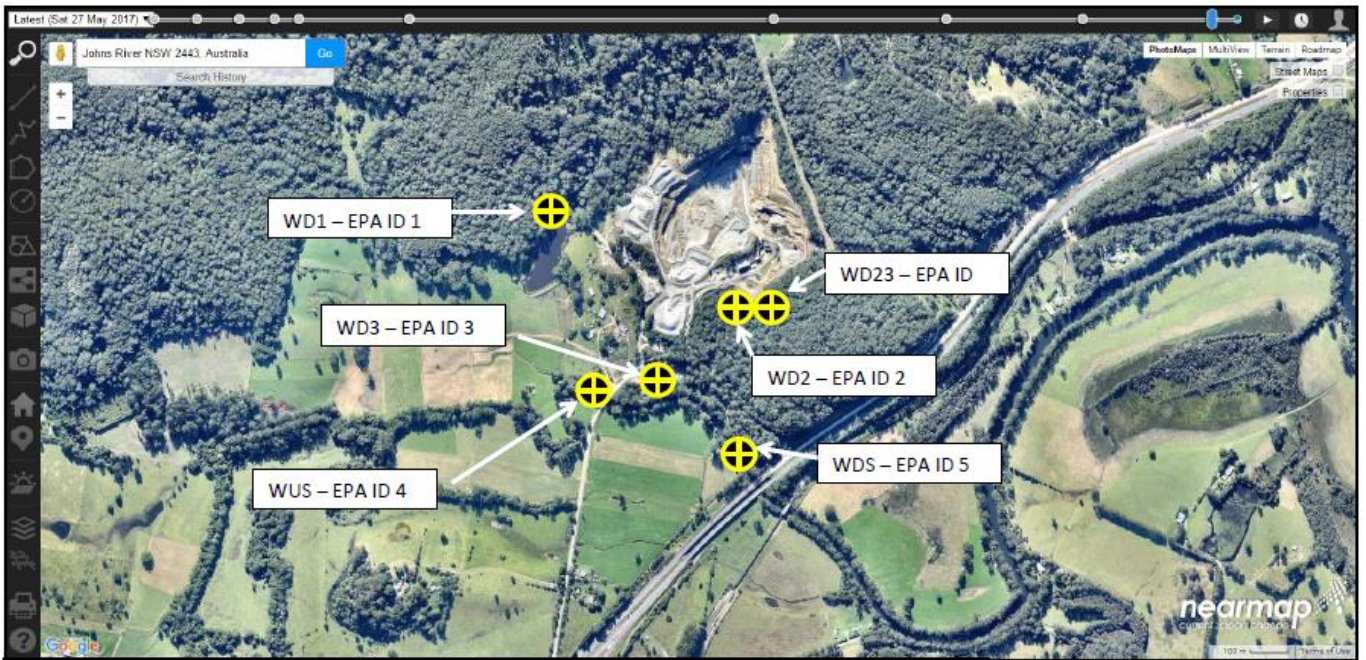 Latest (Sat 27 May 2017)
Johns River NSW 2443, Australia
Go
Search History
PhotoMaps MultiView Terrain Roadmap
Street Maps
Properties
+
−
WD1 – EPA ID 1
WD23 – EPA ID
WD3 – EPA ID 3
WD2 – EPA ID 2
WDS – EPA ID 5
WUS – EPA ID 4
nearmap
Google
100 m
Terms of Use
?